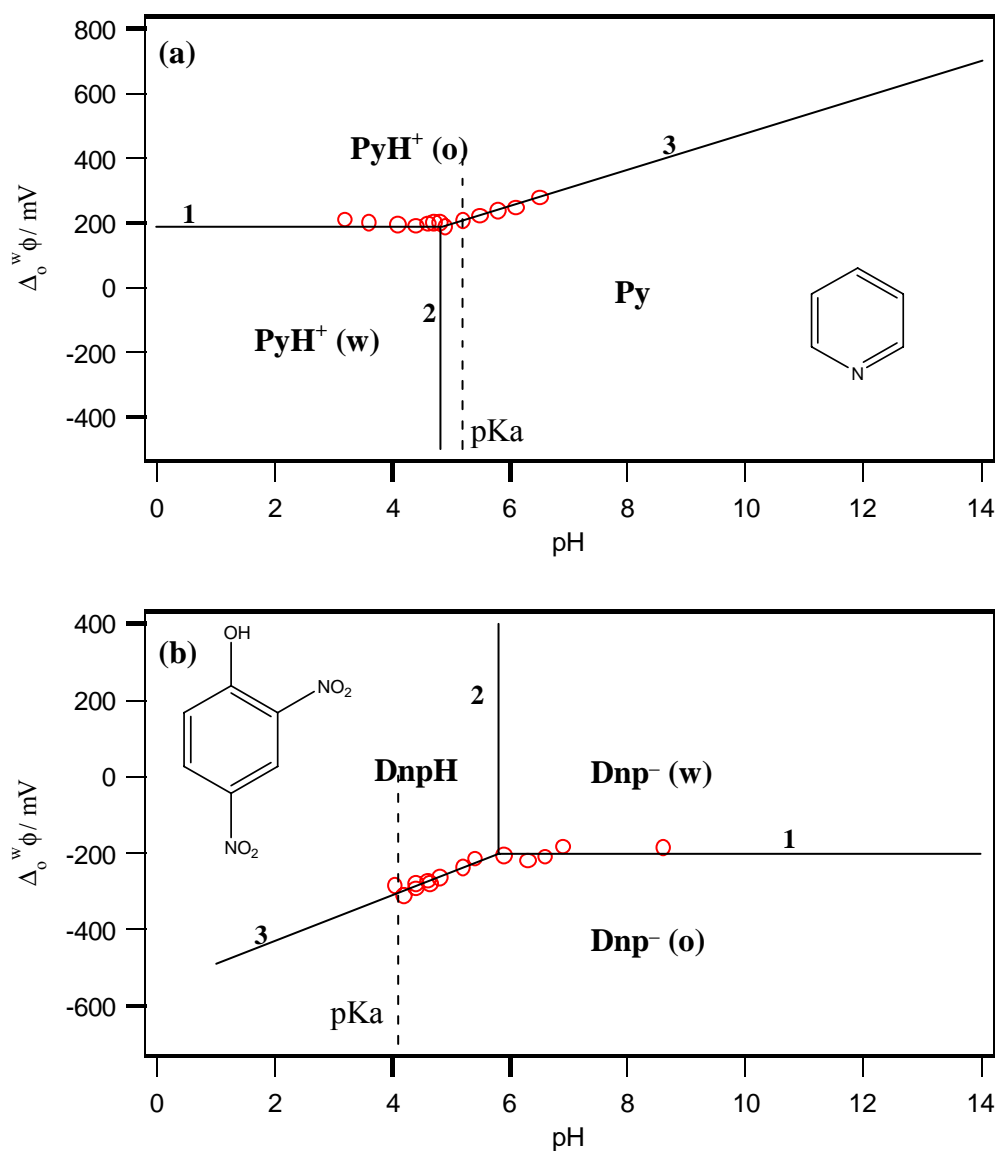 (a)
800
600
400
200
0
-200
-400
Δ₀ʷϕ / mV
PyH⁺ (o)
3
1
2
Py
PyH⁺ (w)
N
pKa
0 2 4 6 8 10 12 14
pH
(b)
400
200
0
-200
-400
-600
Δ₀ʷϕ / mV
OH
NO₂
NO₂
2
DnpH
Dnp⁻ (w)
1
3
Dnp⁻ (o)
pKa
0 2 4 6 8 10 12 14
pH